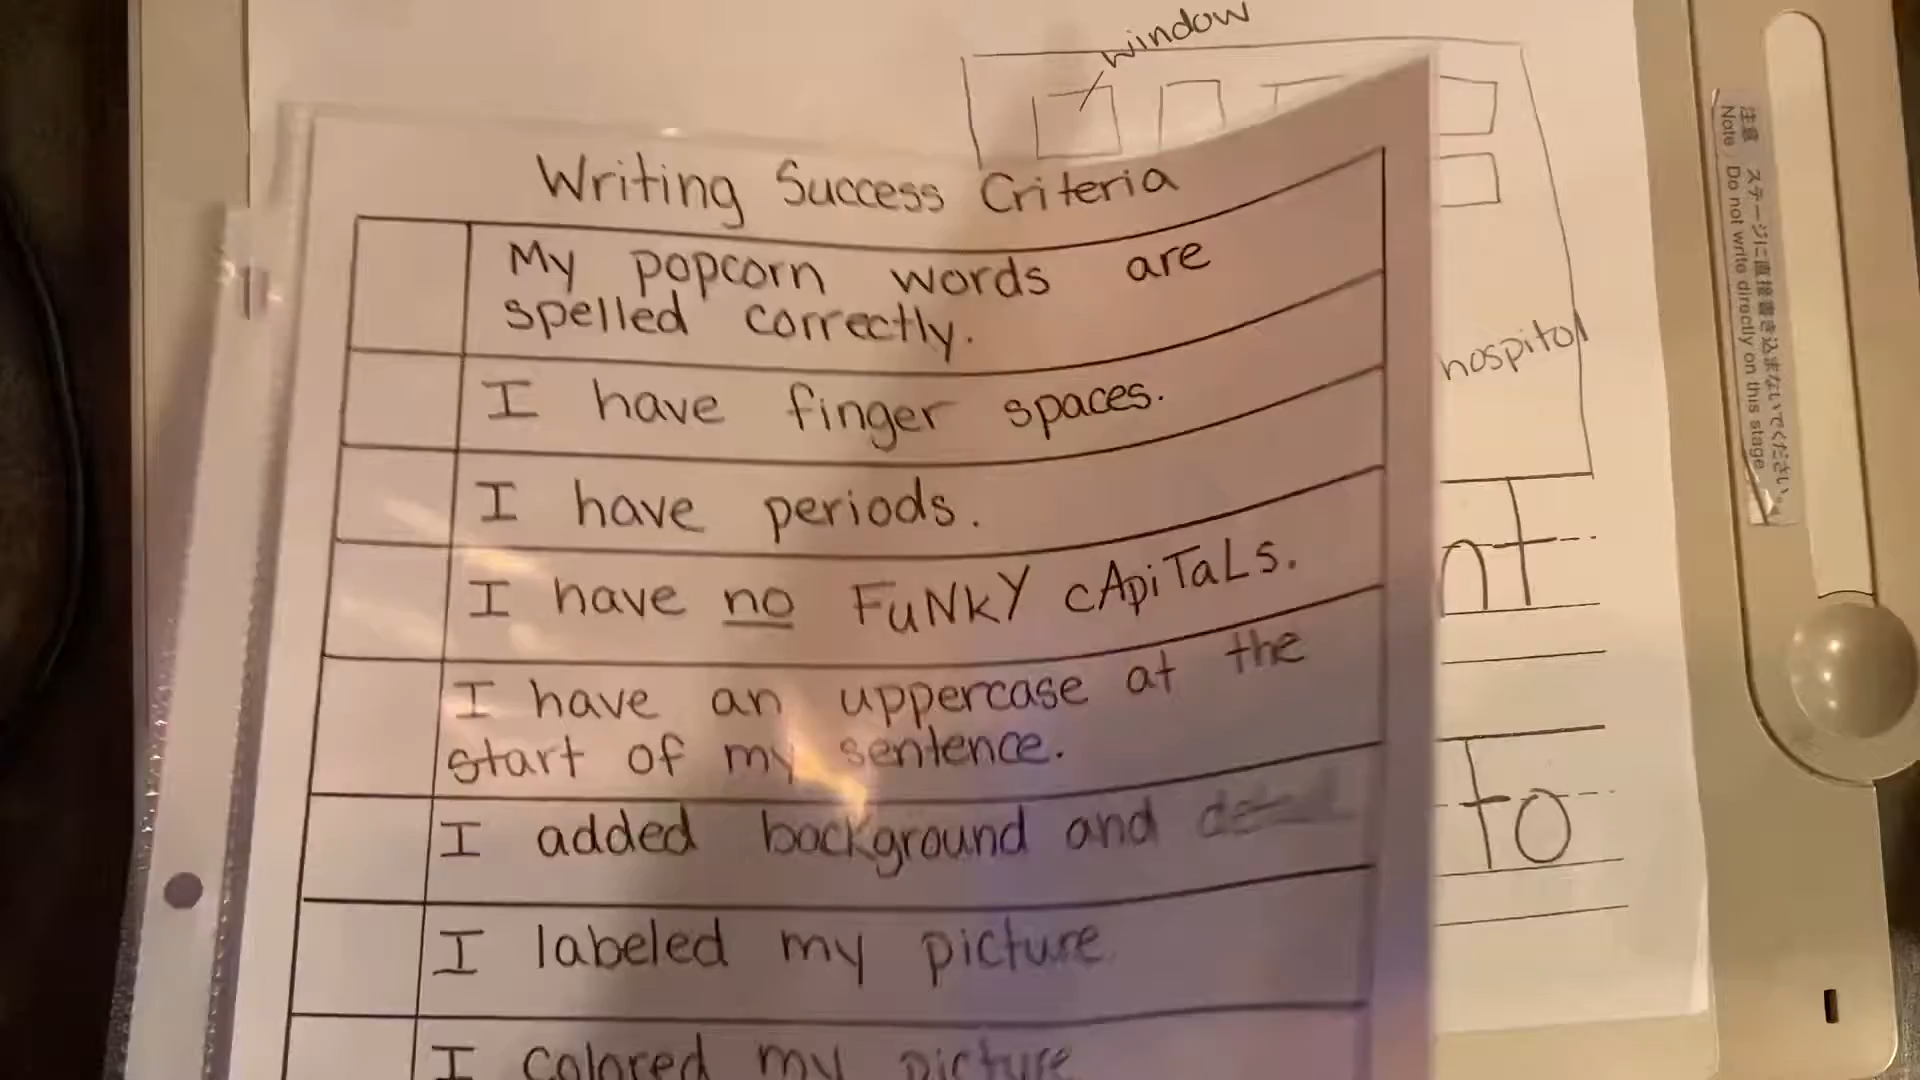 window
Writing Success Criteria
My popcorn words are
spelled correctly.
I have finger spaces.
I have periods.
I have no FuNkY cApiTaLs.
I have an uppercase at the
start of my sentence.
I added background and
I labeled my picture
I colored my picture
hospital
nt
to
注意 ステージに直接書き込まないでください。
Note : Do not write directly on this stage